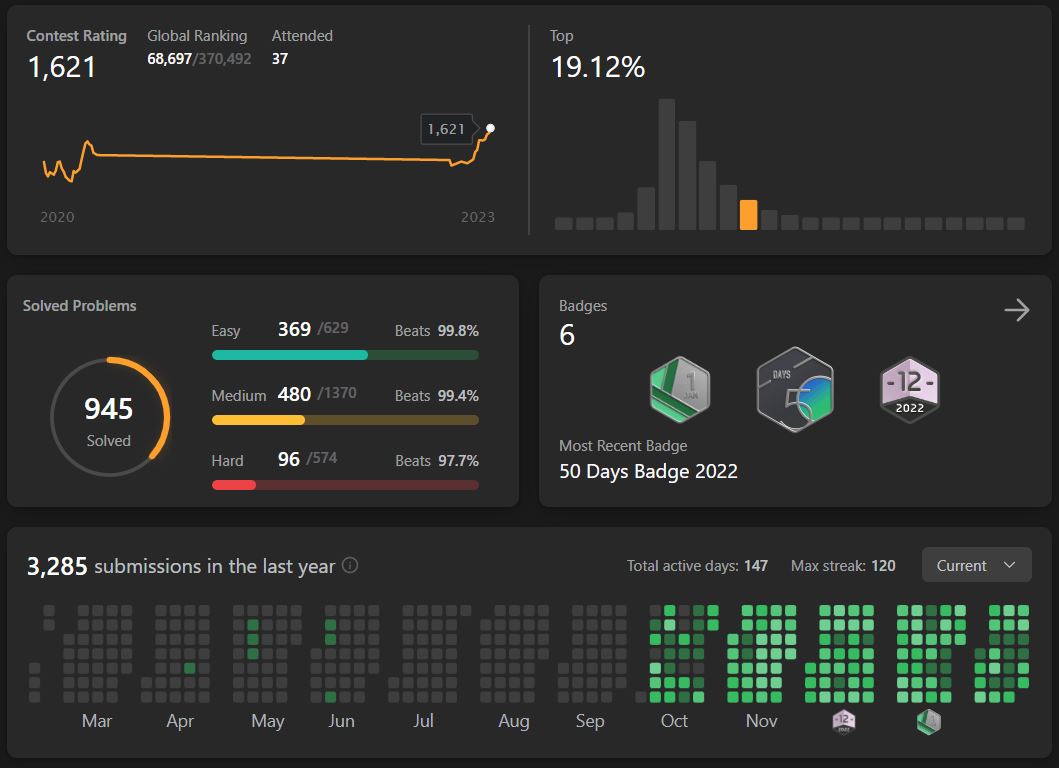 Contest Rating Global Ranking Attended
1,621 68,697/370,492 37
1,621
2020 2023
Top
19.12%
Solved Problems
945
Solved
Easy 369 /629 Beats 99.8%
Medium 480 /1370 Beats 99.4%
Hard 96 /574 Beats 97.7%
Badges
6
1
JAN
DAYS
5
-12-
2022
Most Recent Badge
50 Days Badge 2022
3,285 submissions in the last year Total active days: 147 Max streak: 120 Current
Mar Apr May Jun Jul Aug Sep Oct Nov
-12-
2022
1